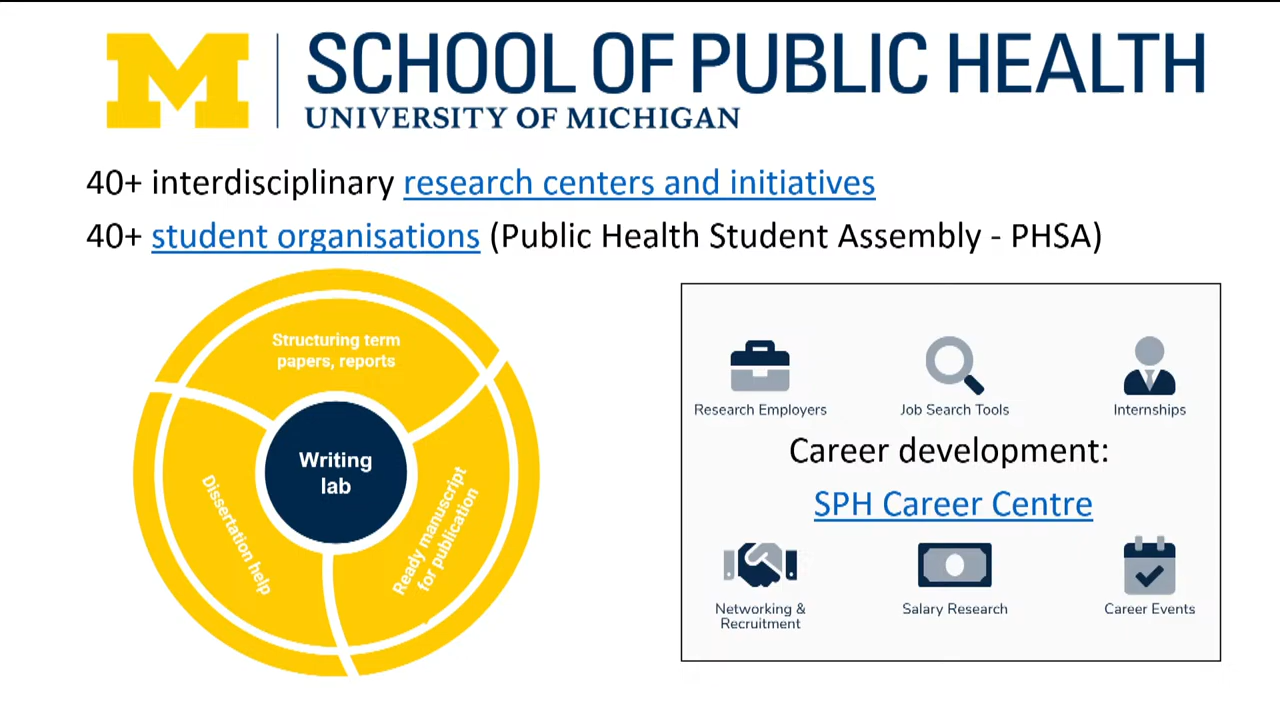 M
SCHOOL OF PUBLIC HEALTH
UNIVERSITY OF MICHIGAN
40+ interdisciplinary research centers and initiatives
40+ student organisations (Public Health Student Assembly - PHSA)
Structuring term
papers, reports
Writing
lab
Dissertation help
Ready manuscript
for publication
Research Employers
Job Search Tools
Internships
Career development:
SPH Career Centre
Networking &
Recruitment
Salary Research
Career Events